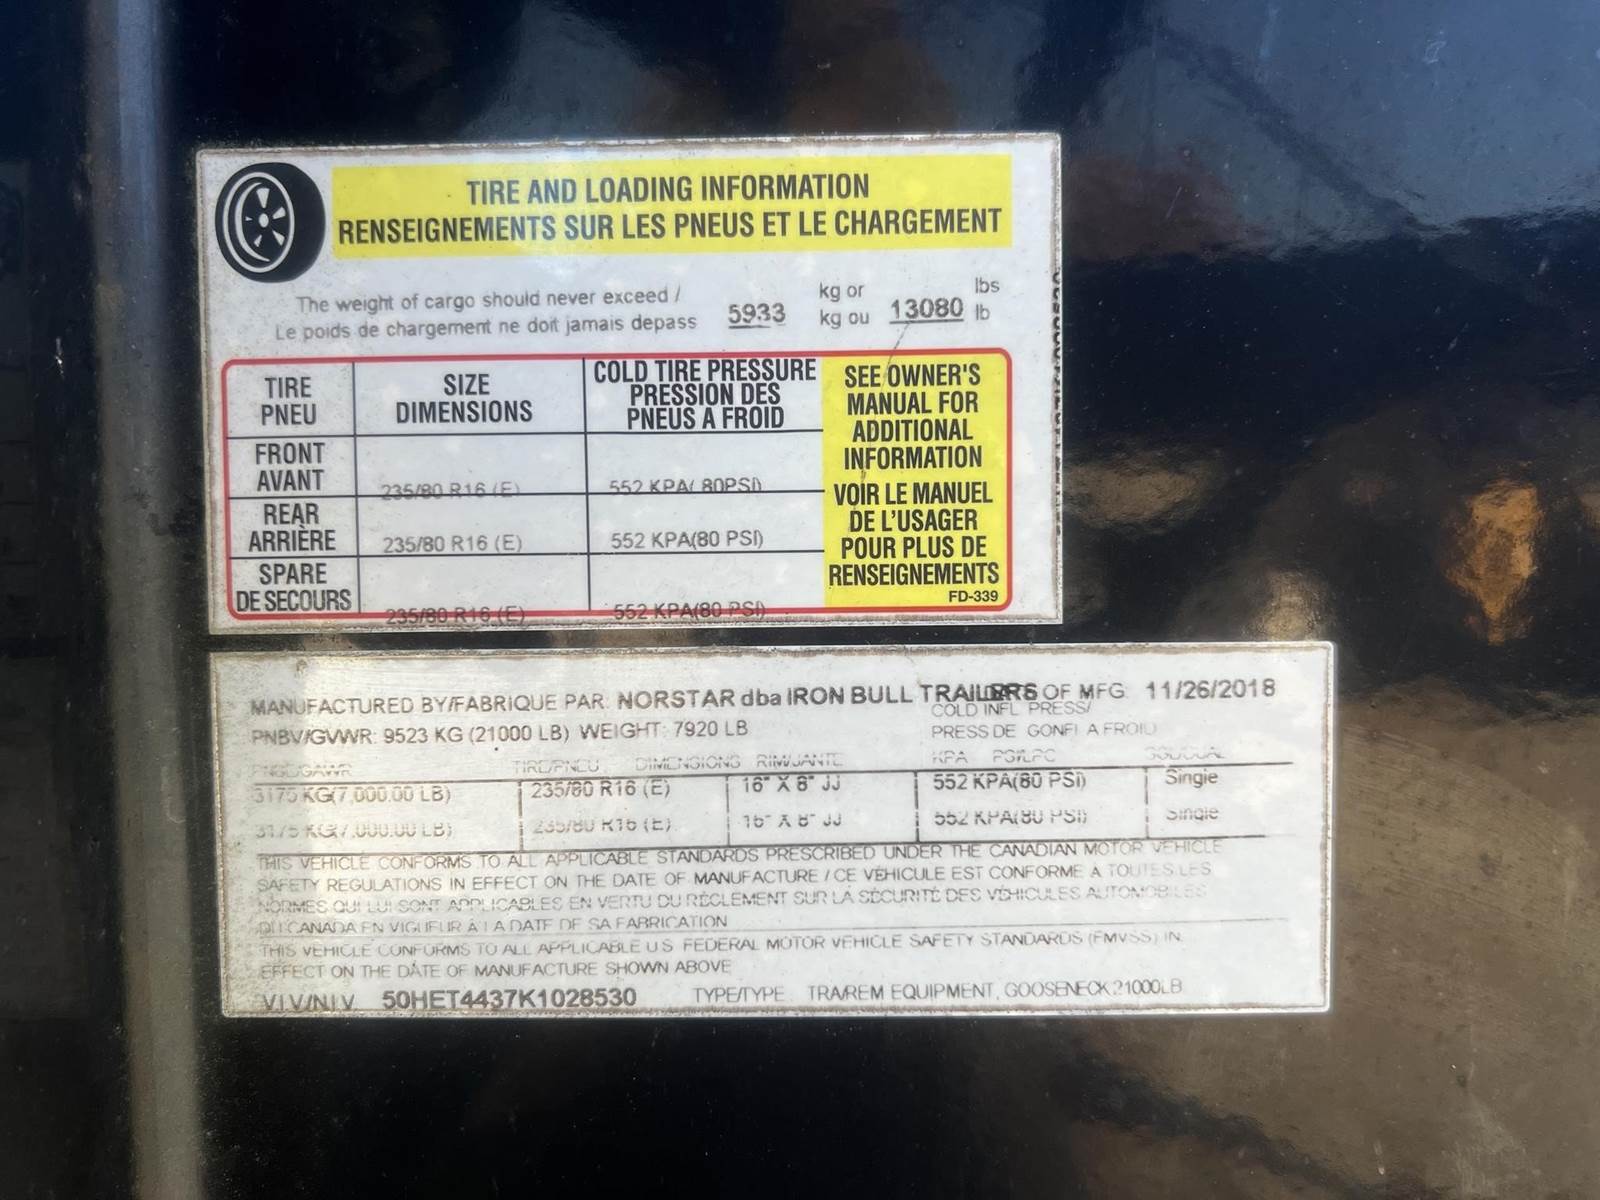 TIRE AND LOADING INFORMATION
RENSEIGNEMENTS SUR LES PNEUS ET LE CHARGEMENT
The weight of cargo should never exceed / kg or lbs
Le poids de chargement ne doit jamais depass 5933 kg ou 13080 lb
TIRE PNEU
SIZE DIMENSIONS
COLD TIRE PRESSURE
PRESSION DES
PNEUS A FROID
FRONT AVANT 235/80 R16 (E) 552 KPA( 80PSI)
REAR ARRIÈRE 235/80 R16 (E) 552 KPA(80 PSI)
SPARE DE SECOURS 235/80 R16 (E) 552 KPA(80 PSI)
SEE OWNER'S
MANUAL FOR
ADDITIONAL
INFORMATION
VOIR LE MANUEL
DE L'USAGER
POUR PLUS DE
RENSEIGNEMENTS
FD-339
MANUFACTURED BY/FABRIQUE PAR: NORSTAR dba IRON BULL TRAILERS OF MFG: 11/26/2018
PNBV/GVWR: 9523 KG (21000 LB) WEIGHT: 7920 LB
COLD INFL PRESS/
PRESS DE GONFL A FROID
TIRE/PNEU DIMENSIONS RIM/JANTE KPA PSI/LPC
3175 KG(7,000.00 LB) 235/80 R16 (E) 16" X 8" JJ 552 KPA(80 PSI) Single
3175 KG(7,000.00 LB) 235/80 R16 (E) 16" X 8" JJ 552 KPA(80 PSI) Single
THIS VEHICLE CONFORMS TO ALL APPLICABLE STANDARDS PRESCRIBED UNDER THE CANADIAN MOTOR VEHICLE
SAFETY REGULATIONS IN EFFECT ON THE DATE OF MANUFACTURE / CE VÉHICULE EST CONFORME À TOUTES LES
NORMES QUI LUI SONT APPLICABLES EN VERTU DU RÈGLEMENT SUR LA SÉCURITÉ DES VÉHICULES AUTOMOBILES
DU CANADA EN VIGUEUR À LA DATE DE SA FABRICATION
THIS VEHICLE CONFORMS TO ALL APPLICABLE U.S. FEDERAL MOTOR VEHICLE SAFETY STANDARDS (FMVSS) IN
EFFECT ON THE DATE OF MANUFACTURE SHOWN ABOVE
V.I.V/N.I.V. 50HET4437K1028530 TYPE/TYPE TRA/REM EQUIPMENT, GOOSENECK 21000LB